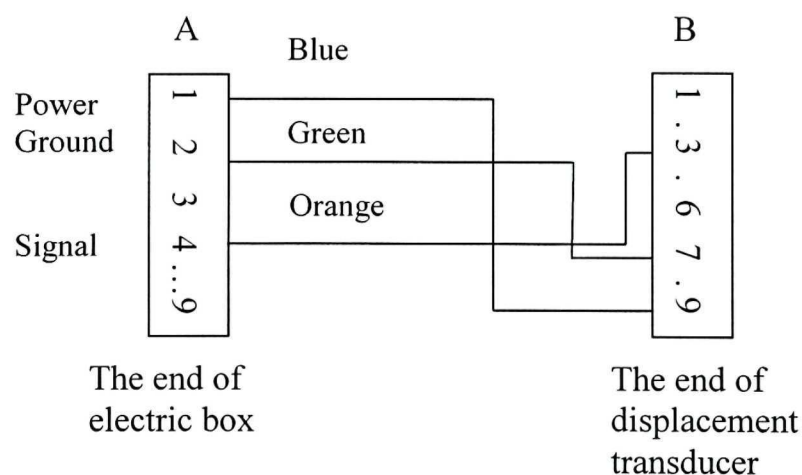 A
B
Blue
Power
Ground
Green
Orange
Signal
1 2 3 4 ....9
1 . 3 . 6 7 . 9
The end of
electric box
The end of
displacement
transducer